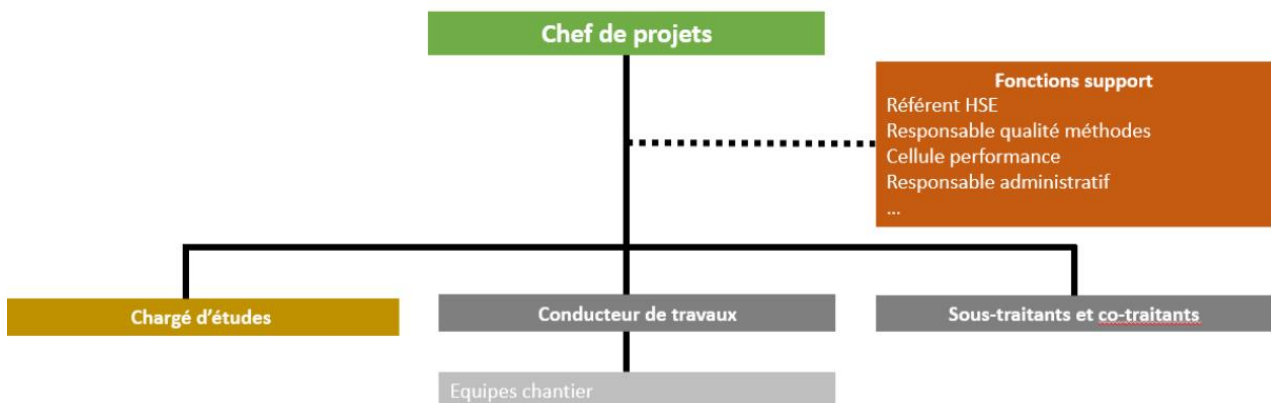 Chef de projets
Fonctions support
Référent HSE
Responsable qualité méthodes
Cellule performance
Responsable administratif
...
Chargé d'études
Conducteur de travaux
Sous-traitants et co-traitants
Equipes chantier